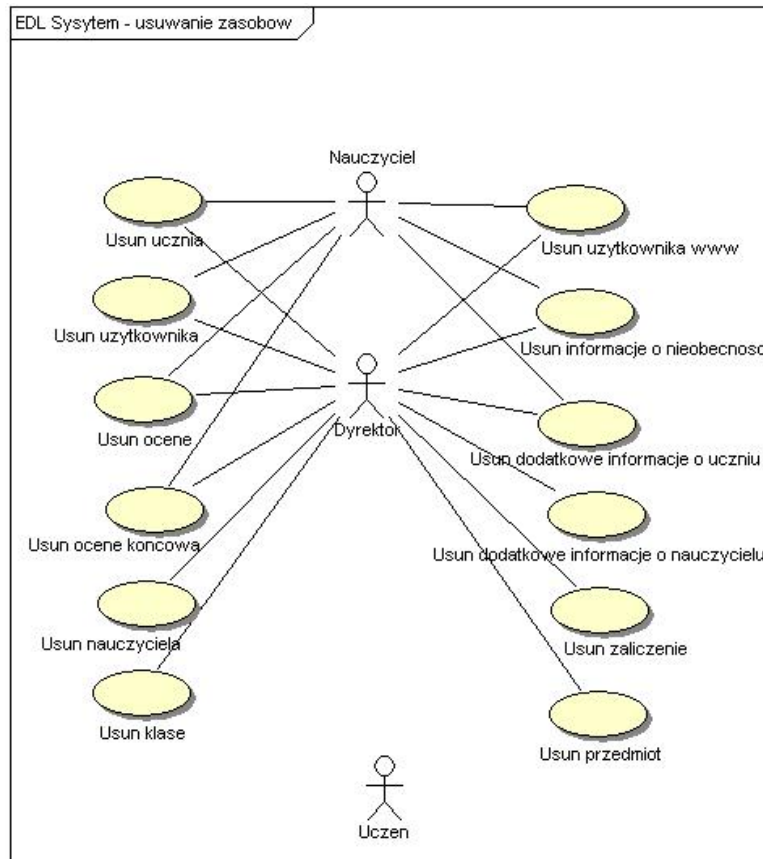 EDL Sysytem - usuwanie zasobow
Nauczyciel
Usun ucznia
Usun uzytkownika www
Usun uzytkownika
Usun informacje o nieobecnosc
Dyrektor
Usun ocene
Usun dodatkowe informacje o uczniu
Usun ocene koncowa
Usun dodatkowe informacje o nauczycielu
Usun nauczyciela
Usun zaliczenie
Usun klase
Usun przedmiot
Uczen